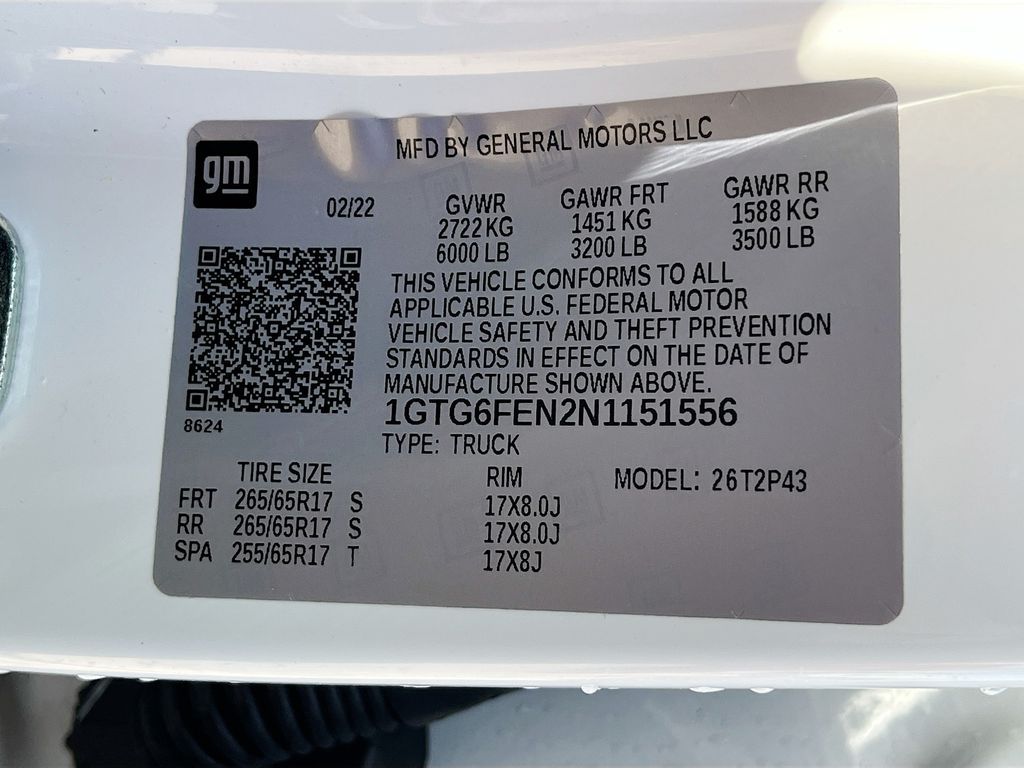 MFD BY GENERAL MOTORS LLC
gm
02/22 GVWR GAWR FRT GAWR RR
2722 KG 1451 KG 1588 KG
6000 LB 3200 LB 3500 LB
THIS VEHICLE CONFORMS TO ALL
APPLICABLE U.S. FEDERAL MOTOR
VEHICLE SAFETY AND THEFT PREVENTION
STANDARDS IN EFFECT ON THE DATE OF
MANUFACTURE SHOWN ABOVE.
8624
1GTG6FEN2N1151556
TYPE: TRUCK
TIRE SIZE RIM MODEL: 26T2P43
FRT 265/65R17 S 17X8.0J
RR 265/65R17 S 17X8.0J
SPA 255/65R17 T 17X8J